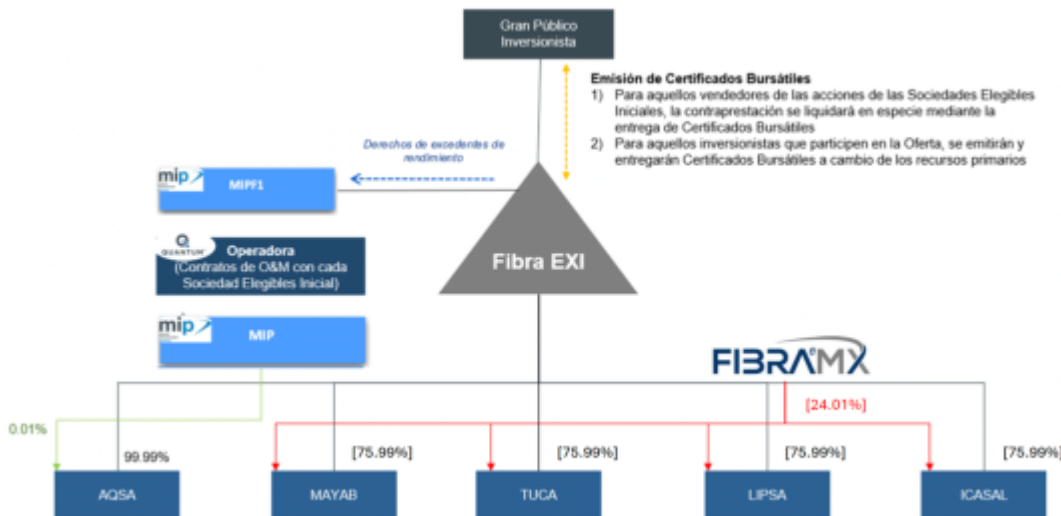 Gran Público
Inversionista
Emisión de Certificados Bursátiles
1) Para aquellos vendedores de las acciones de las Sociedades Elegibles
Iniciales, la contraprestación se liquidará en especie mediante la
entrega de Certificados Bursátiles
2) Para aquellos inversionistas que participen en la Oferta, se emitirán y
entregarán Certificados Bursátiles a cambio de los recursos primarios
Derechos de excedentes de
rendimiento
mip
MIPF1
Fibra EXI
QUANTUM
Operadora
(Contratos de O&M con cada
Sociedad Elegibles Inicial)
mip
MIP
FIBRAeMX
[24.01%]
0.01%
99.99%
[75.99%]
[75.99%]
[75.99%]
[75.99%]
AQSA
MAYAB
TUCA
LIPSA
ICASAL